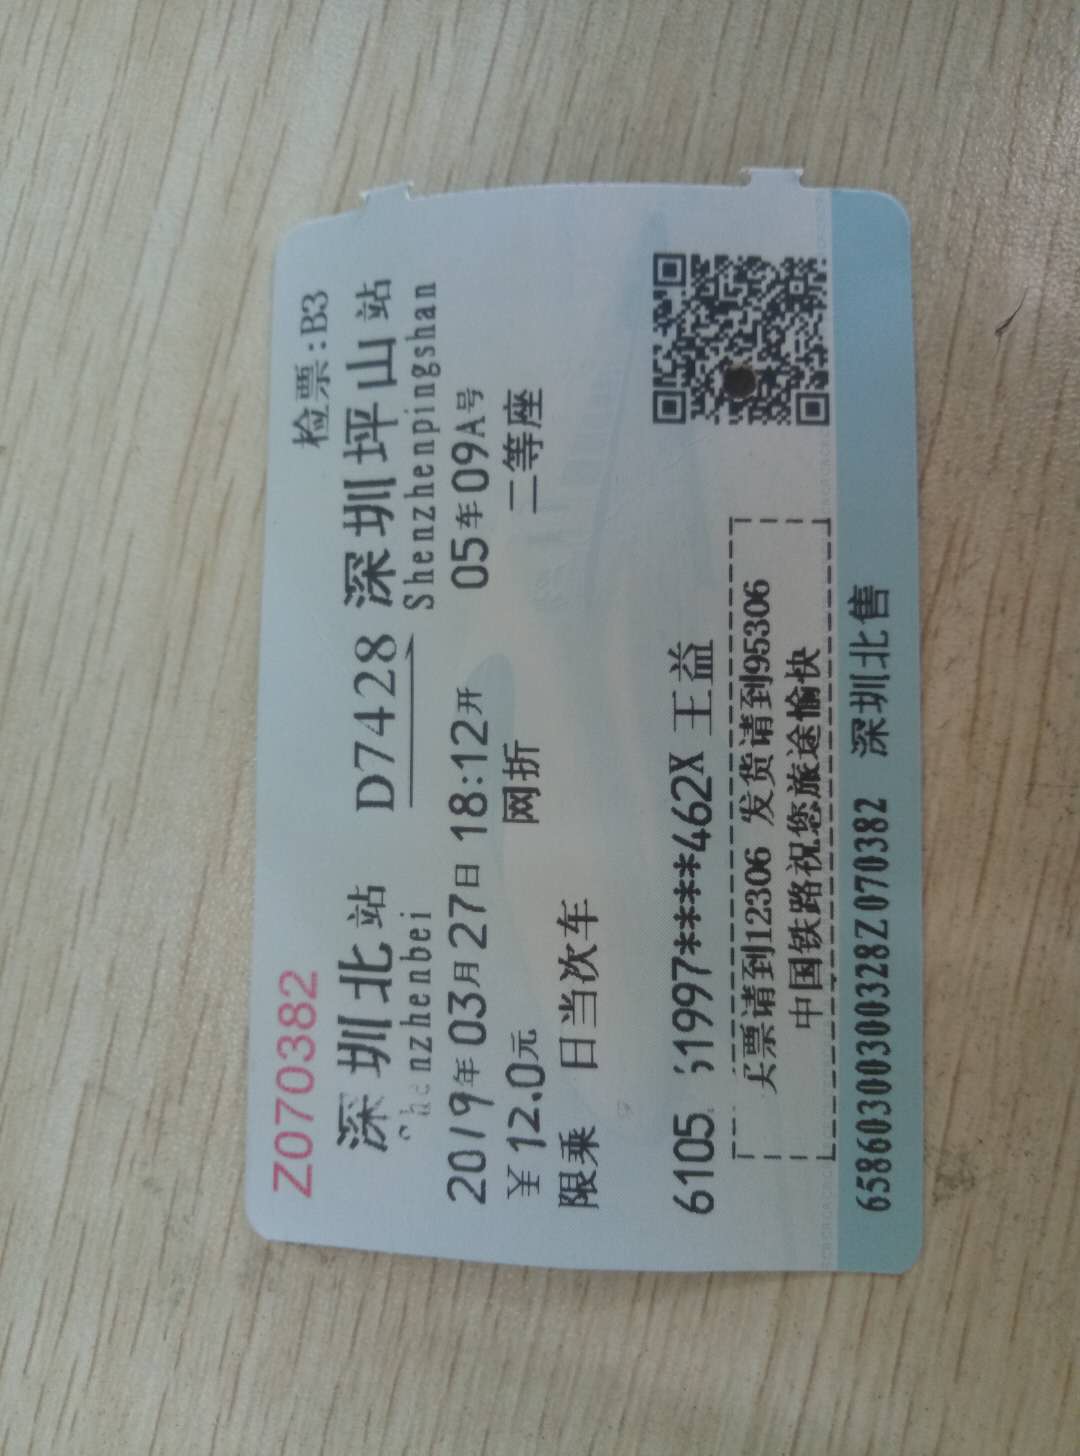 Z070382
检票:B3
深圳北站 D7428 深圳坪山站
Shenzhenbei Shenzhenpingshan
2019年03月27日 18:12开 05车09A号
¥12.0元 网折 二等座
限乘 日当次车
6105 1997****462X 王益
买票请到12306 发货请到95306
中国铁路祝您旅途愉快
65860300300328Z070382 深圳北售